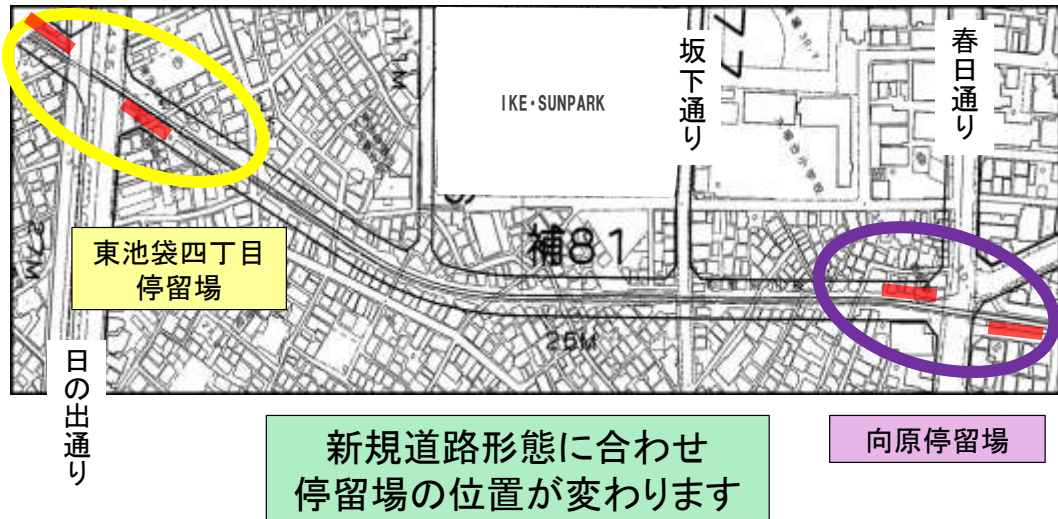 IKE・SUNPARK
坂下通り
春日通り
11M
補81
東池袋四丁目
停留場
27M
25M
日の出通り
新規道路形態に合わせ
停留場の位置が変わります
向原停留場